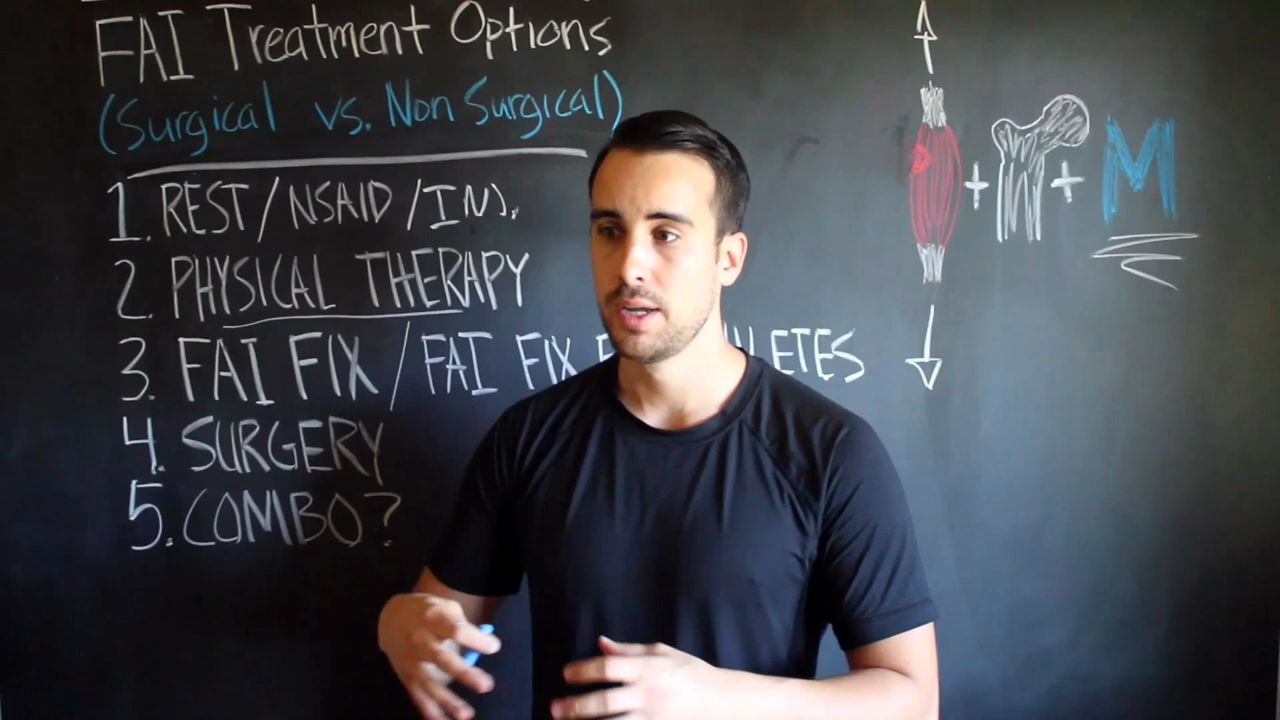 FAI Treatment Options
(Surgical vs. Non Surgical)
1. REST/NSAID/INJ.
2. PHYSICAL THERAPY
3. FAI FIX/FAI FIX F
LETES
4. SURGERY
5. COMBO?
+ + M